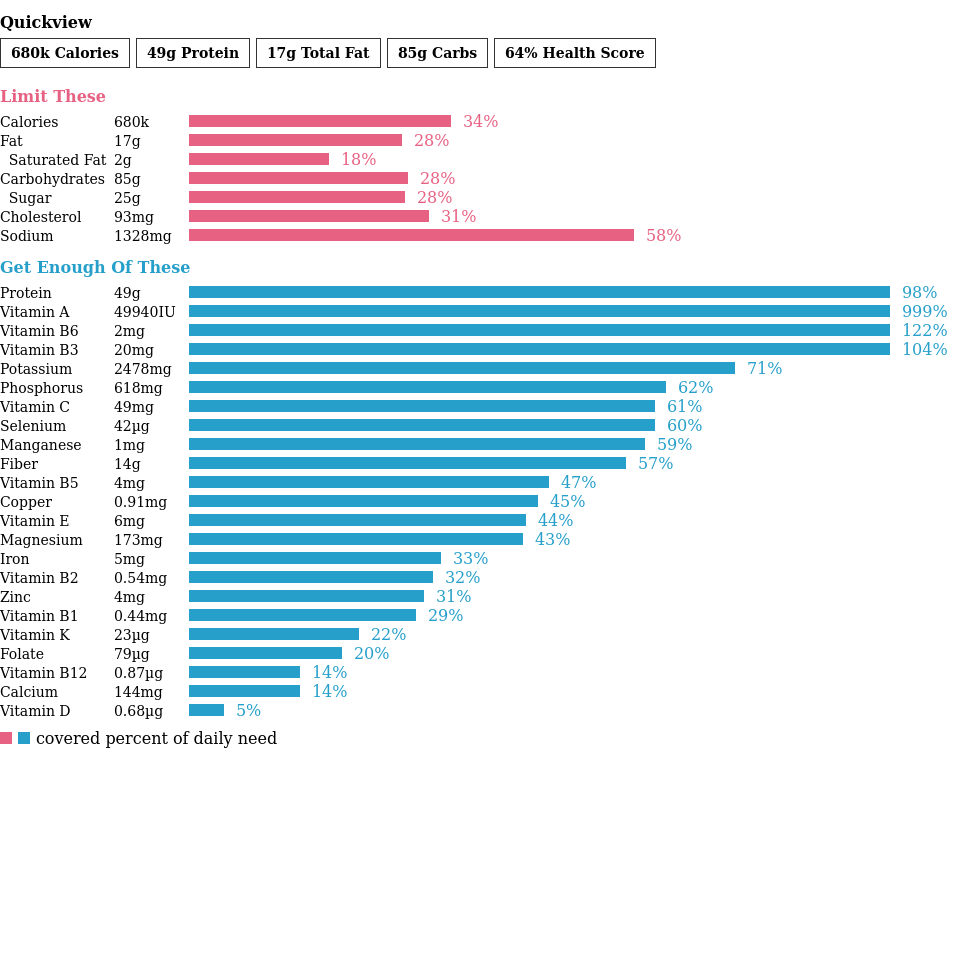 Quickview
680k Calories 49g Protein 17g Total Fat 85g Carbs 64% Health Score
Limit These
Calories 680k 34%
Fat 17g 28%
Saturated Fat 2g 18%
Carbohydrates 85g 28%
Sugar 25g 28%
Cholesterol 93mg 31%
Sodium 1328mg 58%
Get Enough Of These
Protein 49g 98%
Vitamin A 49940IU 999%
Vitamin B6 2mg 122%
Vitamin B3 20mg 104%
Potassium 2478mg 71%
Phosphorus 618mg 62%
Vitamin C 49mg 61%
Selenium 42µg 60%
Manganese 1mg 59%
Fiber 14g 57%
Vitamin B5 4mg 47%
Copper 0.91mg 45%
Vitamin E 6mg 44%
Magnesium 173mg 43%
Iron 5mg 33%
Vitamin B2 0.54mg 32%
Zinc 4mg 31%
Vitamin B1 0.44mg 29%
Vitamin K 23µg 22%
Folate 79µg 20%
Vitamin B12 0.87µg 14%
Calcium 144mg 14%
Vitamin D 0.68µg 5%
covered percent of daily need